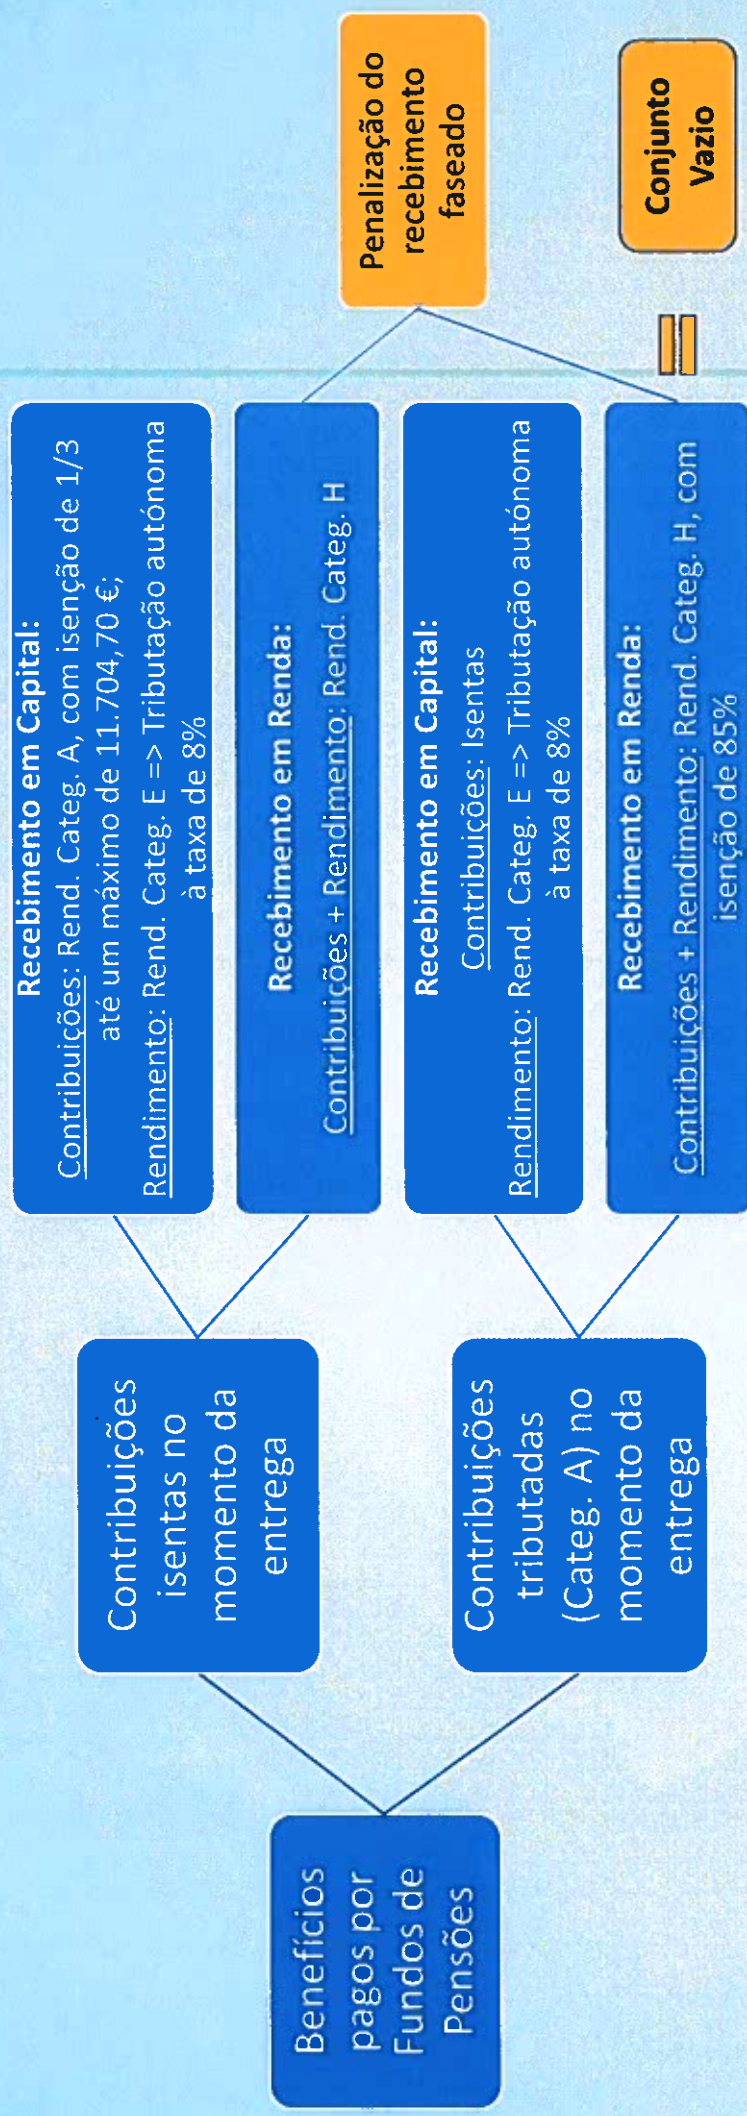 Benefícios
pagos por
Fundos de
Pensões
Contribuições
isentas no
momento da
entrega
Contribuições
tributadas
(Categ. A) no
momento da
entrega
Recebimento em Capital:
Contribuições: Rend. Categ. A, com isenção de 1/3
até um máximo de 11.704,70 €;
Rendimento: Rend. Categ. E => Tributação autónoma
à taxa de 8%
Recebimento em Renda:
Contribuições + Rendimento: Rend. Categ. H
Recebimento em Capital:
Contribuições: Isentas
Rendimento: Rend. Categ. E => Tributação autónoma
à taxa de 8%
Recebimento em Renda:
Contribuições + Rendimento: Rend. Categ. H, com
isenção de 85%
Penalização do
recebimento
faseado
=
Conjunto
Vazio